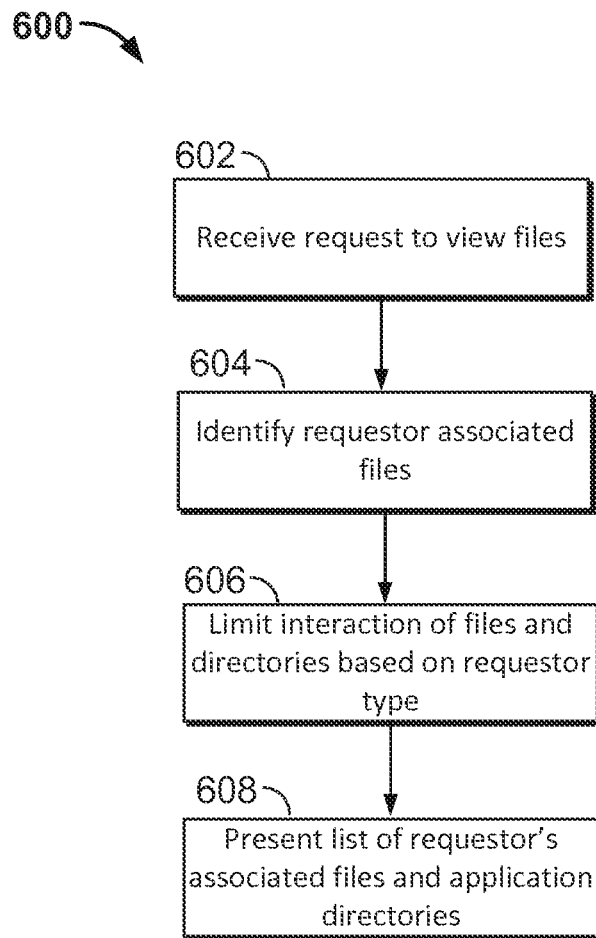 600
602
Receive request to view files
604
Identify requestor associated
files
606
Limit interaction of files and
directories based on requestor
type
608
Present list of requestor's
associated files and application
directories